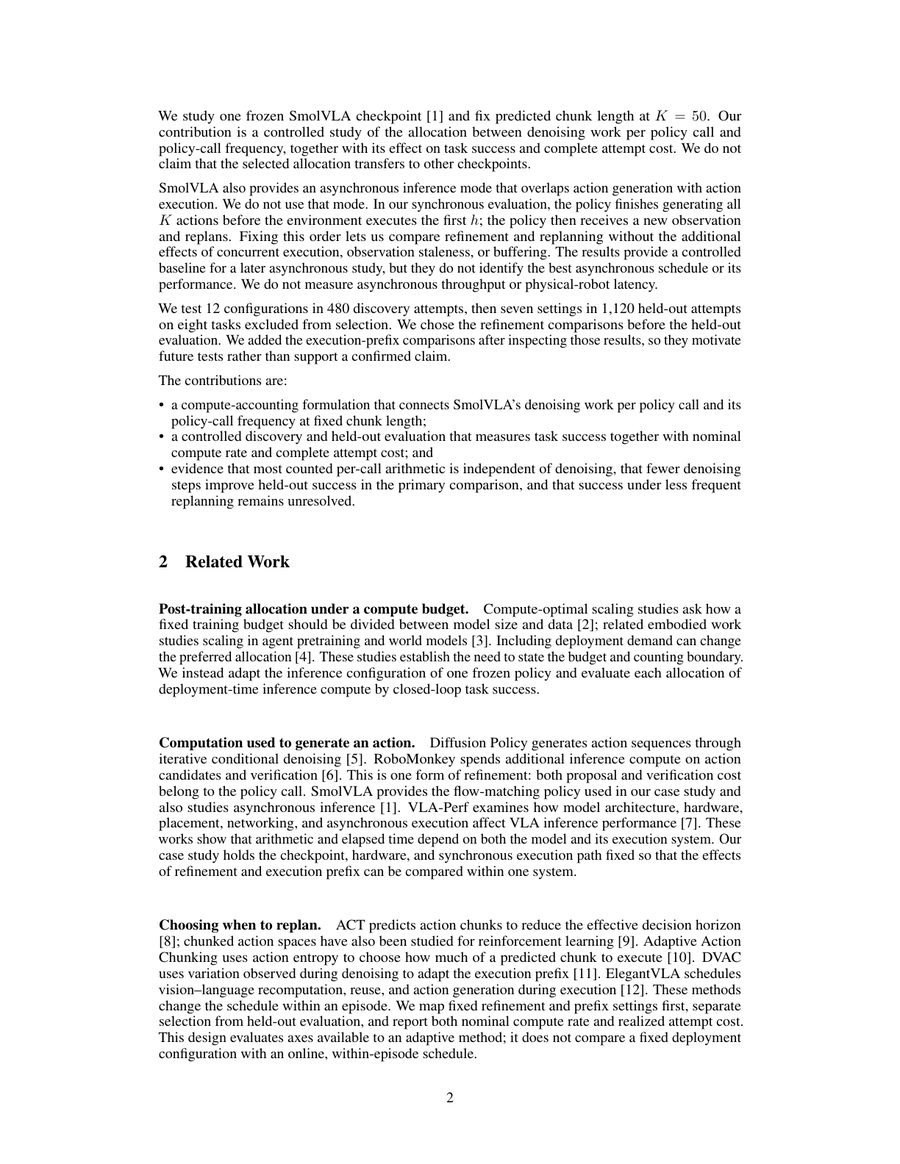 We study one frozen SmolVLA checkpoint [1] and fix predicted chunk length at K = 50. Our
contribution is a controlled study of the allocation between denoising work per policy call and
policy-call frequency, together with its effect on task success and complete attempt cost. We do not
claim that the selected allocation transfers to other checkpoints.
SmolVLA also provides an asynchronous inference mode that overlaps action generation with action
execution. We do not use that mode. In our synchronous evaluation, the policy finishes generating all
K actions before the environment executes the first h; the policy then receives a new observation
and replans. Fixing this order lets us compare refinement and replanning without the additional
effects of concurrent execution, observation staleness, or buffering. The results provide a controlled
baseline for a later asynchronous study, but they do not identify the best asynchronous schedule or its
performance. We do not measure asynchronous throughput or physical-robot latency.
We test 12 configurations in 480 discovery attempts, then seven settings in 1,120 held-out attempts
on eight tasks excluded from selection. We chose the refinement comparisons before the held-out
evaluation. We added the execution-prefix comparisons after inspecting those results, so they motivate
future tests rather than support a confirmed claim.
The contributions are:
• a compute-accounting formulation that connects SmolVLA's denoising work per policy call and its
policy-call frequency at fixed chunk length;
• a controlled discovery and held-out evaluation that measures task success together with nominal
compute rate and complete attempt cost; and
• evidence that most counted per-call arithmetic is independent of denoising, that fewer denoising
steps improve held-out success in the primary comparison, and that success under less frequent
replanning remains unresolved.
2 Related Work
Post-training allocation under a compute budget. Compute-optimal scaling studies ask how a
fixed training budget should be divided between model size and data [2]; related embodied work
studies scaling in agent pretraining and world models [3]. Including deployment demand can change
the preferred allocation [4]. These studies establish the need to state the budget and counting boundary.
We instead adapt the inference configuration of one frozen policy and evaluate each allocation of
deployment-time inference compute by closed-loop task success.
Computation used to generate an action. Diffusion Policy generates action sequences through
iterative conditional denoising [5]. RoboMonkey spends additional inference compute on action
candidates and verification [6]. This is one form of refinement: both proposal and verification cost
belong to the policy call. SmolVLA provides the flow-matching policy used in our case study and
also studies asynchronous inference [1]. VLA-Perf examines how model architecture, hardware,
placement, networking, and asynchronous execution affect VLA inference performance [7]. These
works show that arithmetic and elapsed time depend on both the model and its execution system. Our
case study holds the checkpoint, hardware, and synchronous execution path fixed so that the effects
of refinement and execution prefix can be compared within one system.
Choosing when to replan. ACT predicts action chunks to reduce the effective decision horizon
[8]; chunked action spaces have also been studied for reinforcement learning [9]. Adaptive Action
Chunking uses action entropy to choose how much of a predicted chunk to execute [10]. DVAC
uses variation observed during denoising to adapt the execution prefix [11]. ElegantVLA schedules
vision–language recomputation, reuse, and action generation during execution [12]. These methods
change the schedule within an episode. We map fixed refinement and prefix settings first, separate
selection from held-out evaluation, and report both nominal compute rate and realized attempt cost.
This design evaluates axes available to an adaptive method; it does not compare a fixed deployment
configuration with an online, within-episode schedule.
2